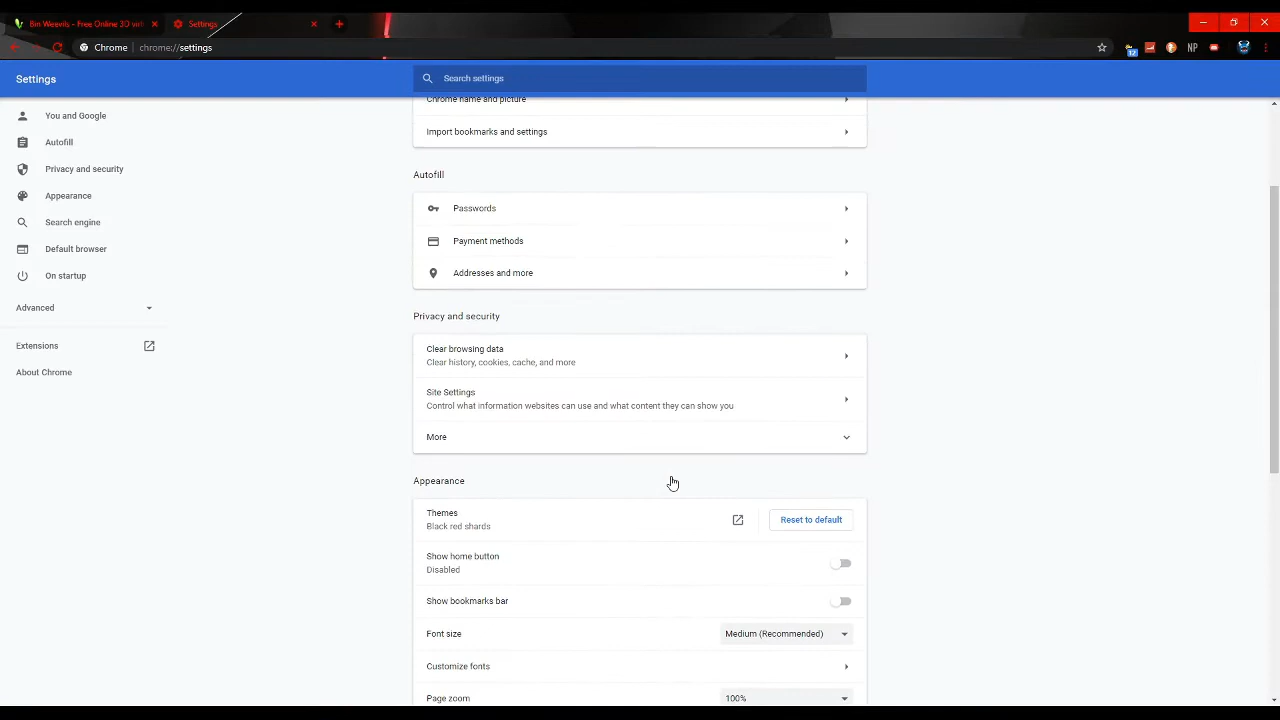 Bin Weevils - Free Online 3D virt
Settings
Chrome
chrome://settings
12
NP
Settings
Search settings
You and Google
Autofill
Privacy and security
Appearance
Search engine
Default browser
On startup
Advanced
Extensions
About Chrome
Chrome name and picture
Import bookmarks and settings
Autofill
Passwords
Payment methods
Addresses and more
Privacy and security
Clear browsing data
Clear history, cookies, cache, and more
Site Settings
Control what information websites can use and what content they can show you
More
Appearance
Themes
Black red shards
Reset to default
Show home button
Disabled
Show bookmarks bar
Font size
Medium (Recommended)
Customize fonts
Page zoom
100%